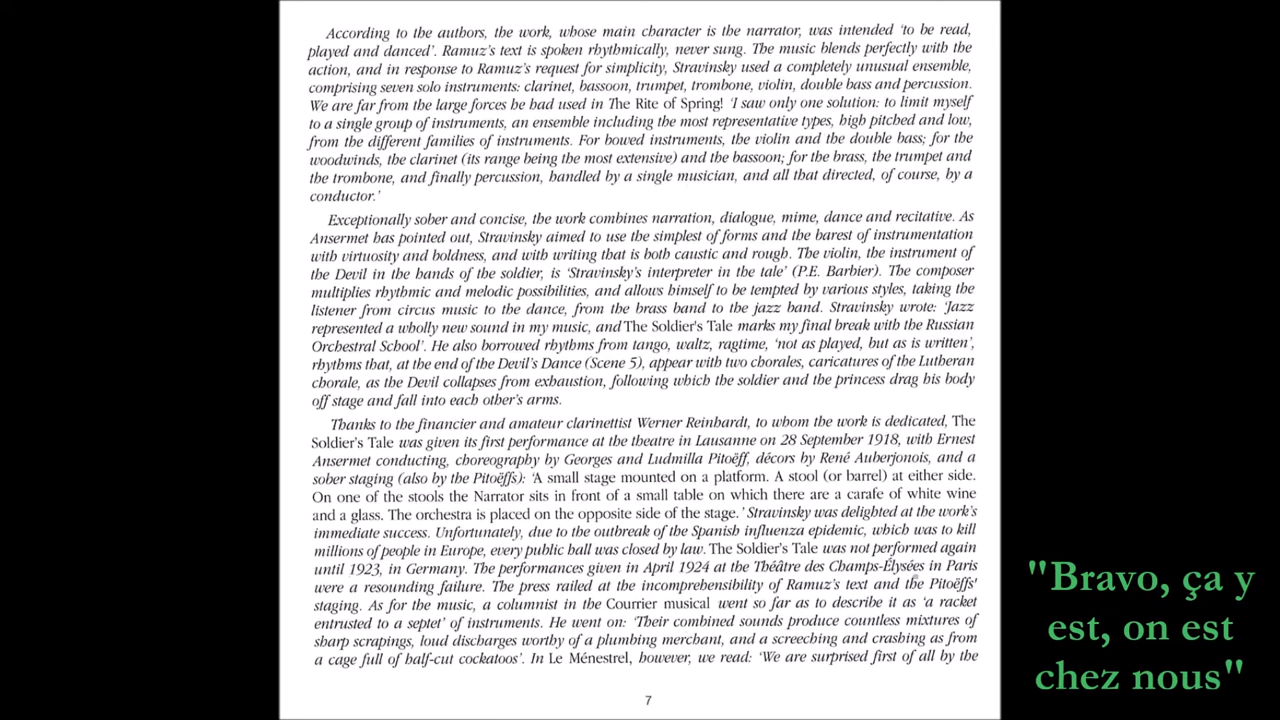 According to the authors, the work, whose main character is the narrator, was intended ‘to be read,
played and danced’. Ramuz’s text is spoken rhythmically, never sung. The music blends perfectly with the
action, and in response to Ramuz’s request for simplicity, Stravinsky used a completely unusual ensemble,
comprising seven solo instruments: clarinet, bassoon, trumpet, trombone, violin, double bass and percussion.
We are far from the large forces he had used in The Rite of Spring! ‘I saw only one solution: to limit myself
to a single group of instruments, an ensemble including the most representative types, high pitched and low,
from the different families of instruments. For bowed instruments, the violin and the double bass; for the
woodwinds, the clarinet (its range being the most extensive) and the bassoon; for the brass, the trumpet and
the trombone, and finally percussion, handled by a single musician, and all that directed, of course, by a
conductor.’
Exceptionally sober and concise, the work combines narration, dialogue, mime, dance and recitative. As
Ansermet has pointed out, Stravinsky aimed to use the simplest of forms and the barest of instrumentation
with virtuosity and boldness, and with writing that is both caustic and rough. The violin, the instrument of
the Devil in the hands of the soldier, is ‘Stravinsky’s interpreter in the tale’ (P.E. Barbier). The composer
multiplies rhythmic and melodic possibilities, and allows himself to be tempted by various styles, taking the
listener from circus music to the dance, from the brass band to the jazz band. Stravinsky wrote: ‘Jazz
represented a wholly new sound in my music, and The Soldier’s Tale marks my final break with the Russian
Orchestral School’. He also borrowed rhythms from tango, waltz, ragtime, ‘not as played, but as is written’,
rhythms that, at the end of the Devil’s Dance (Scene 5), appear with two chorales, caricatures of the Lutheran
chorale, as the Devil collapses from exhaustion, following which the soldier and the princess drag his body
off stage and fall into each other’s arms.
Thanks to the financier and amateur clarinettist Werner Reinhardt, to whom the work is dedicated, The
Soldier’s Tale was given its first performance at the theatre in Lausanne on 28 September 1918, with Ernest
Ansermet conducting, choreography by Georges and Ludmilla Pitoëff, décors by René Auberjonois, and a
sober staging (also by the Pitoëffs): ‘A small stage mounted on a platform. A stool (or barrel) at either side.
On one of the stools the Narrator sits in front of a small table on which there are a carafe of white wine
and a glass. The orchestra is placed on the opposite side of the stage.’ Stravinsky was delighted at the work’s
immediate success. Unfortunately, due to the outbreak of the Spanish influenza epidemic, which was to kill
millions of people in Europe, every public hall was closed by law. The Soldier’s Tale was not performed again
until 1923, in Germany. The performances given in April 1924 at the Théâtre des Champs-Élysées in Paris
were a resounding failure. The press railed at the incomprehensibility of Ramuz’s text and the Pitoëffs’
staging. As for the music, a columnist in the Courrier musical went so far as to describe it as ‘a racket
entrusted to a septet’ of instruments. He went on: ‘Their combined sounds produce countless mixtures of
sharp scrapings, loud discharges worthy of a plumbing merchant, and a screeching and crashing as from
a cage full of half-cut cockatoos’. In Le Ménestrel, however, we read: ‘We are surprised first of all by the
7
"Bravo, ça y
est, on est
chez nous"